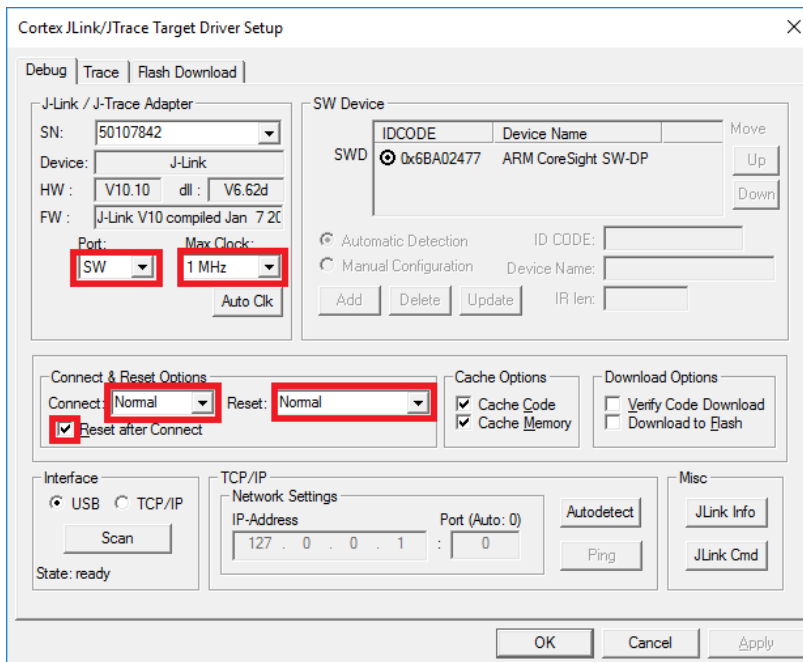 Cortex JLink/JTrace Target Driver Setup
Debug Trace Flash Download
J-Link / J-Trace Adapter
SN: 50107842
Device: J-Link
HW : V10.10 dll : V6.62d
FW : J-Link V10 compiled Jan 7 20
Port: Max Clock:
SW 1 MHz
Auto Clk
SW Device
IDCODE Device Name
SWD 0x6BA02477 ARM CoreSight SW-DP
Move
Up
Down
Automatic Detection ID CODE:
Manual Configuration Device Name:
Add Delete Update IR len:
Connect & Reset Options
Connect: Normal Reset: Normal
Reset after Connect
Cache Options
Cache Code
Cache Memory
Download Options
Verify Code Download
Download to Flash
Interface
USB TCP/IP
Scan
State: ready
TCP/IP
Network Settings
IP-Address Port (Auto: 0)
127 . 0 . 0 . 1 : 0
Autodetect
Ping
Misc
JLink Info
JLink Cmd
OK Cancel Apply